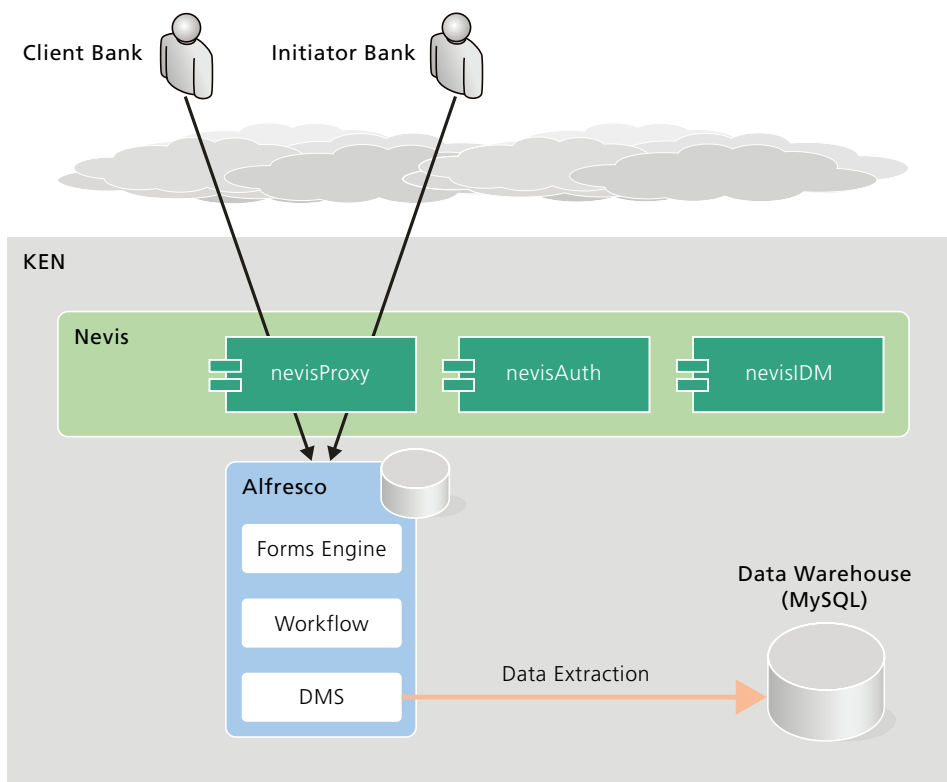 Client Bank
Initiator Bank
KEN
Nevis
nevisProxy
nevisAuth
nevisIDM
Alfresco
Forms Engine
Workflow
DMS
Data Extraction
Data Warehouse
(MySQL)